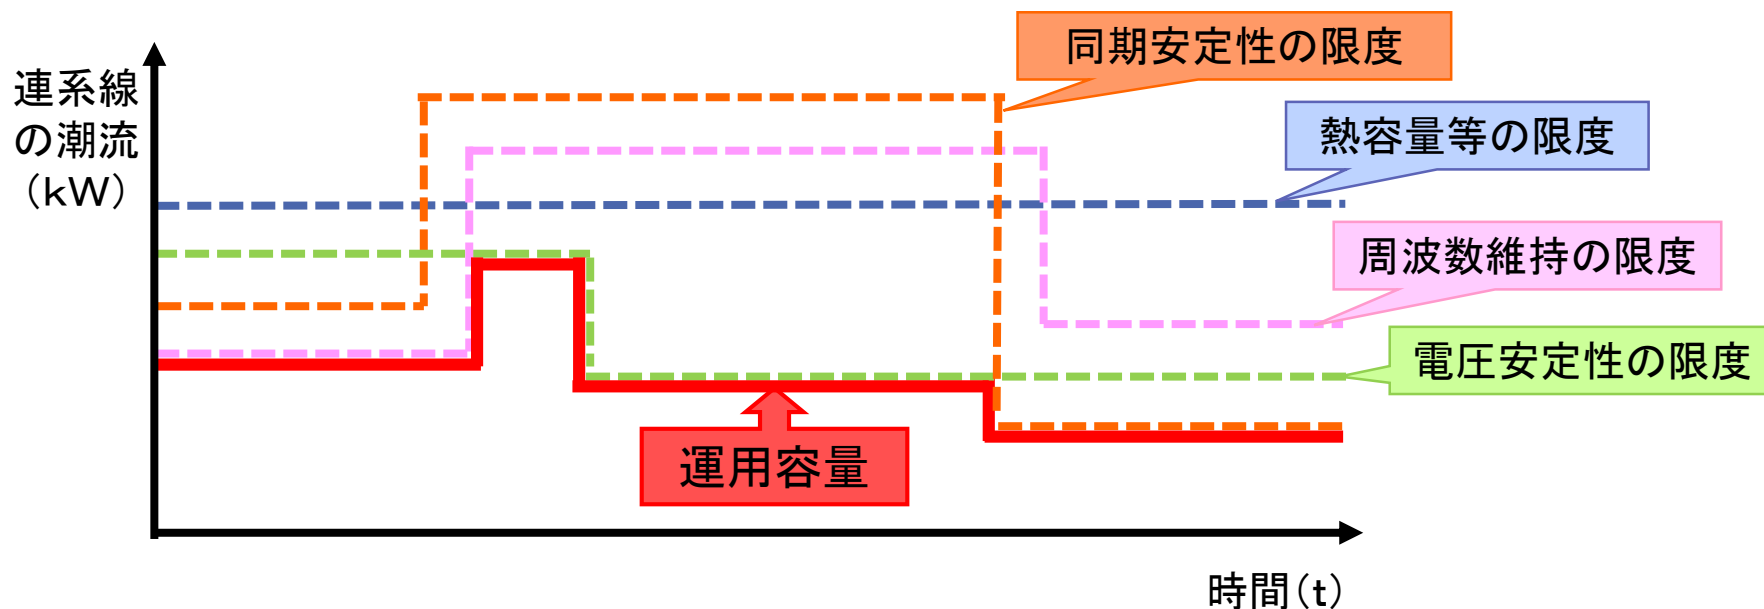 連系線
の潮流
（kW）
同期安定性の限度
熱容量等の限度
周波数維持の限度
電圧安定性の限度
運用容量
時間（t）